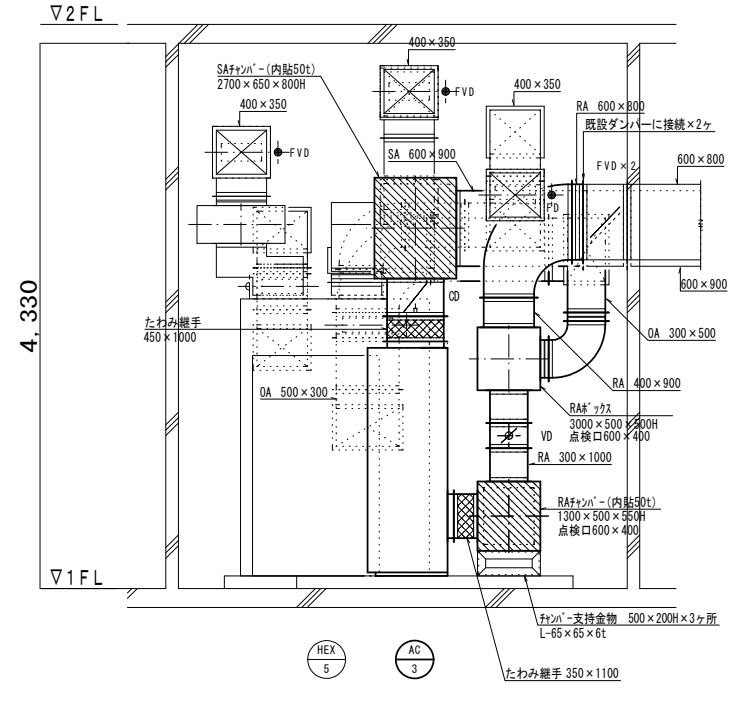 ▽2FL
400×350
SAチャンバー(内貼50t)
2700×650×800H
400×350
FVD
400×350
RA 600×800
既設ダンパーに接続×2ヶ
FVD
SA 600×900
FVD×2
600×800
FD
4,330
600×900
CD
たわみ継手
450×1000
OA 300×500
OA 500×300
RA 400×900
RAボックス
3000×500×500H
点検口600×400
VD
RA 300×1000
RAチャンバー(内貼50t)
1300×500×550H
点検口600×400
▽1FL
チャンバー支持金物 500×200H×3ヶ所
L-65×65×6t
HEX
5
AC
3
たわみ継手 350×1100